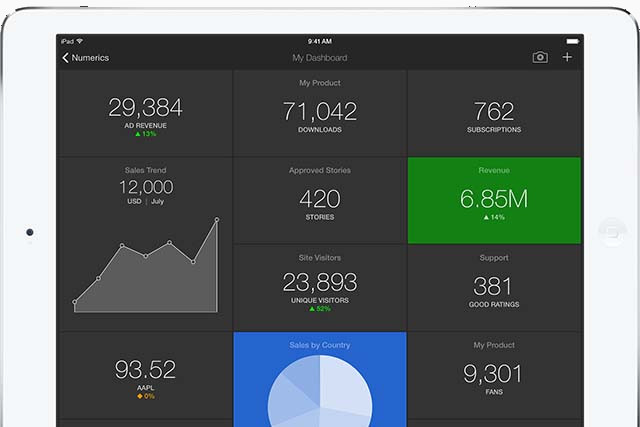 iPad 9:41 AM
Numerics My Dashboard
29,384
AD REVENUE
▲ 13%
My Product
71,042
DOWNLOADS
762
SUBSCRIPTIONS
Sales Trend
12,000
USD | July
Approved Stories
420
STORIES
Revenue
6.85M
▲ 14%
Site Visitors
23,893
UNIQUE VISITORS
▲ 52%
Support
381
GOOD RATINGS
93.52
AAPL
◆ 0%
Sales by Country
My Product
9,301
FANS